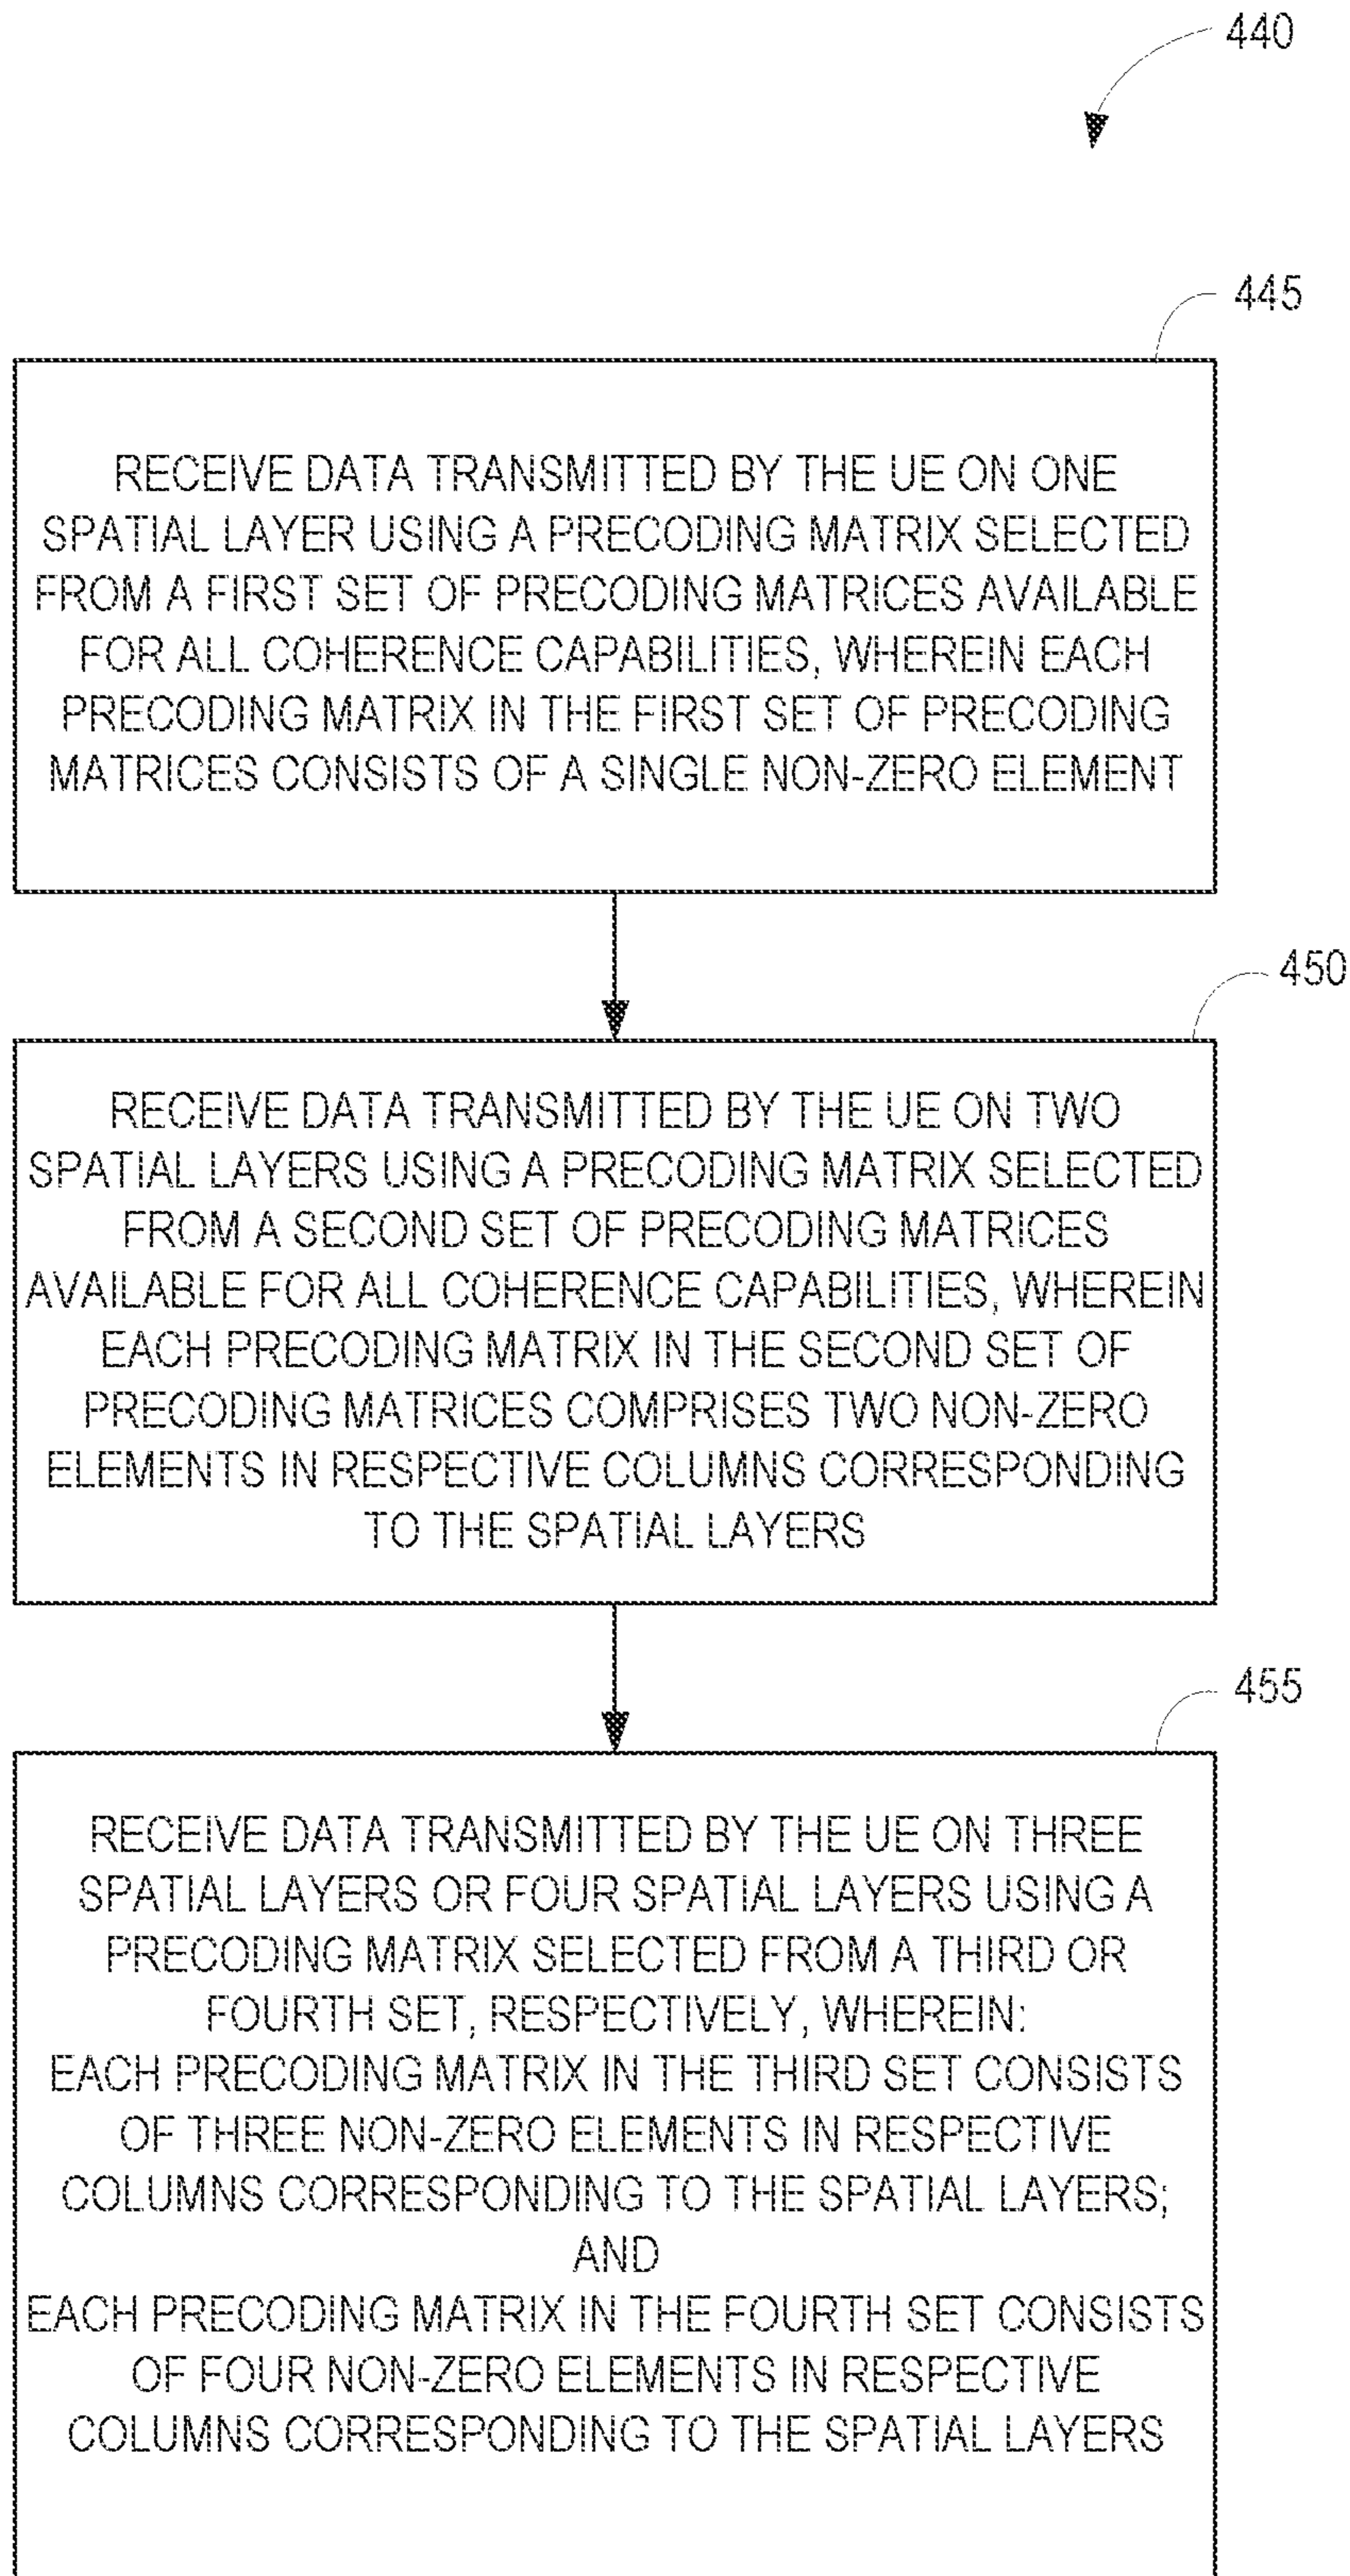 440
445
RECEIVE DATA TRANSMITTED BY THE UE ON ONE
SPATIAL LAYER USING A PRECODING MATRIX SELECTED
FROM A FIRST SET OF PRECODING MATRICES AVAILABLE
FOR ALL COHERENCE CAPABILITIES, WHEREIN EACH
PRECODING MATRIX IN THE FIRST SET OF PRECODING
MATRICES CONSISTS OF A SINGLE NON-ZERO ELEMENT
450
RECEIVE DATA TRANSMITTED BY THE UE ON TWO
SPATIAL LAYERS USING A PRECODING MATRIX SELECTED
FROM A SECOND SET OF PRECODING MATRICES
AVAILABLE FOR ALL COHERENCE CAPABILITIES, WHEREIN
EACH PRECODING MATRIX IN THE SECOND SET OF
PRECODING MATRICES COMPRISES TWO NON-ZERO
ELEMENTS IN RESPECTIVE COLUMNS CORRESPONDING
TO THE SPATIAL LAYERS
455
RECEIVE DATA TRANSMITTED BY THE UE ON THREE
SPATIAL LAYERS OR FOUR SPATIAL LAYERS USING A
PRECODING MATRIX SELECTED FROM A THIRD OR
FOURTH SET, RESPECTIVELY, WHEREIN:
EACH PRECODING MATRIX IN THE THIRD SET CONSISTS
OF THREE NON-ZERO ELEMENTS IN RESPECTIVE
COLUMNS CORRESPONDING TO THE SPATIAL LAYERS;
AND
EACH PRECODING MATRIX IN THE FOURTH SET CONSISTS
OF FOUR NON-ZERO ELEMENTS IN RESPECTIVE
COLUMNS CORRESPONDING TO THE SPATIAL LAYERS